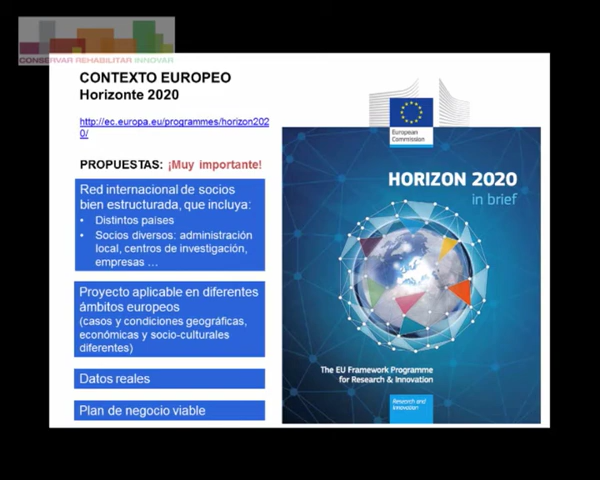 CONSERVAR REHABILITAR INNOVAR
CONTEXTO EUROPEO
Horizonte 2020
http://ec.europa.eu/programmes/horizon202
0/
PROPUESTAS: ¡Muy importante!
Red internacional de socios
bien estructurada, que incluya:
• Distintos países
• Socios diversos: administración
local, centros de investigación,
empresas ...
Proyecto aplicable en diferentes
ámbitos europeos
(casos y condiciones geográficas,
económicas y socio-culturales
diferentes)
Datos reales
Plan de negocio viable
European
Commission
HORIZON 2020
in brief
The EU Framework Programme
for Research & Innovation
Research and
Innovation